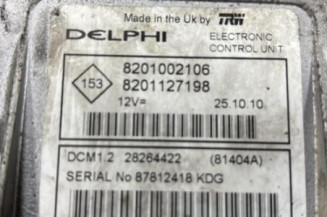 Made in the Uk by TRW
DELPHI ELECTRONIC CONTROL UNIT
153
8201002106
8201127198
12V= 25.10.10
DCM1.2 28264422 (81404A)
SERIAL No 87812418 KDG